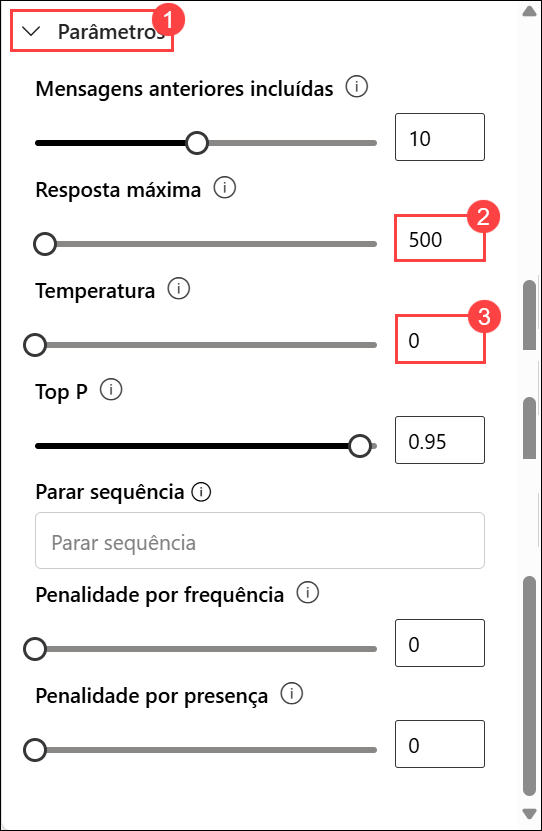 Parâmetros 1
Mensagens anteriores incluídas
10
Resposta máxima
2
500
Temperatura
3
0
Top P
0.95
Parar sequência
Parar sequência
Penalidade por frequência
0
Penalidade por presença
0